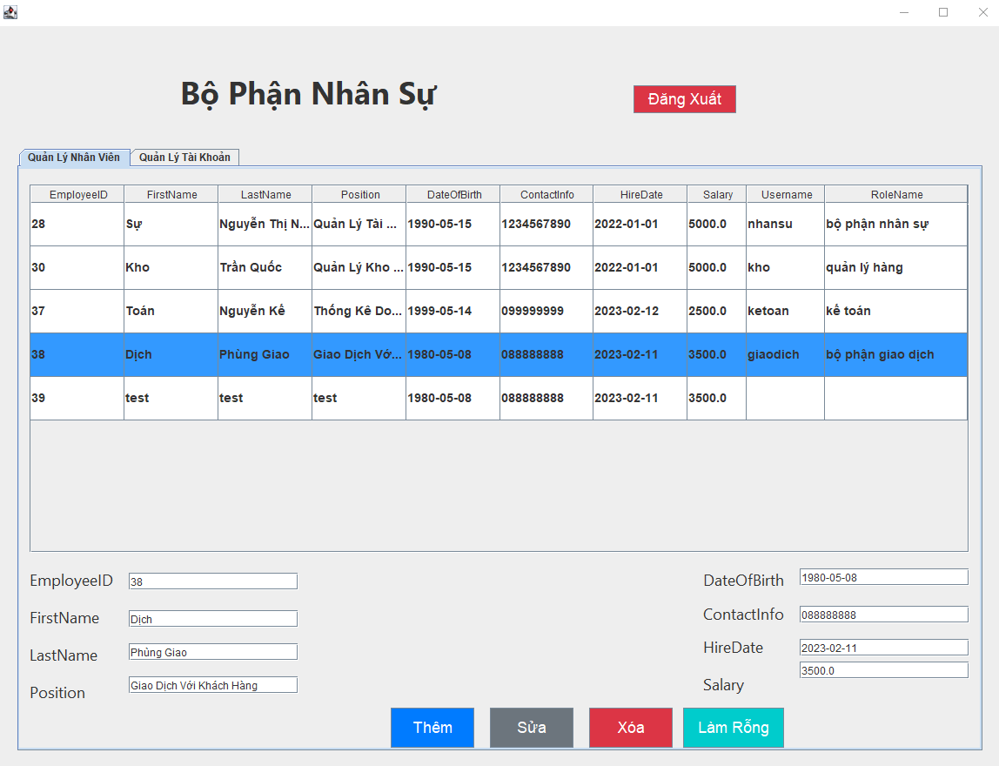 Bộ Phận Nhân Sự
Đăng Xuất
Quản Lý Nhân Viên Quản Lý Tài Khoản
EmployeeID FirstName LastName Position DateOfBirth ContactInfo HireDate Salary Username RoleName
28 Sự Nguyễn Thị N... Quản Lý Tài ... 1990-05-15 1234567890 2022-01-01 5000.0 nhansu bộ phận nhân sự
30 Kho Trần Quốc Quản Lý Kho ... 1990-05-15 1234567890 2022-01-01 5000.0 kho quản lý hàng
37 Toán Nguyễn Kế Thống Kê Do... 1999-05-14 099999999 2023-02-12 2500.0 ketoan kế toán
38 Dịch Phùng Giao Giao Dịch Vớ... 1980-05-08 088888888 2023-02-11 3500.0 giaodich bộ phận giao dịch
39 test test test 1980-05-08 088888888 2023-02-11 3500.0
EmployeeID 38
FirstName Dịch
LastName Phùng Giao
Position Giao Dịch Với Khách Hàng
DateOfBirth 1980-05-08
ContactInfo 088888888
HireDate 2023-02-11
Salary 3500.0
Thêm Sửa Xóa Làm Rỗng